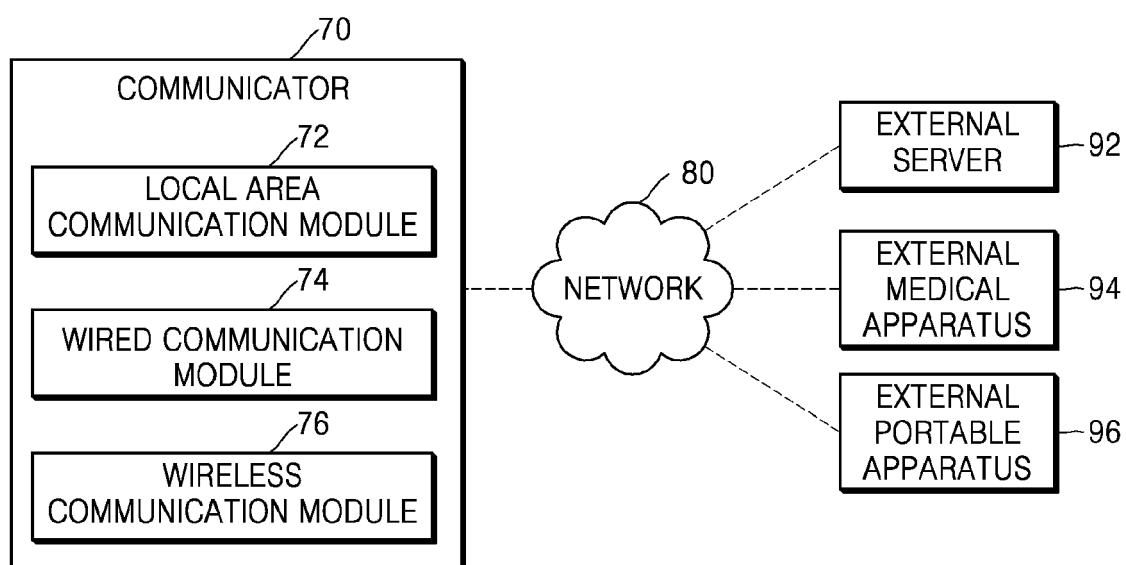 70
COMMUNICATOR
72
LOCAL AREA
COMMUNICATION MODULE
74
WIRED COMMUNICATION
MODULE
76
WIRELESS
COMMUNICATION MODULE
80
NETWORK
EXTERNAL
SERVER
92
EXTERNAL
MEDICAL
APPARATUS
94
EXTERNAL
PORTABLE
APPARATUS
96